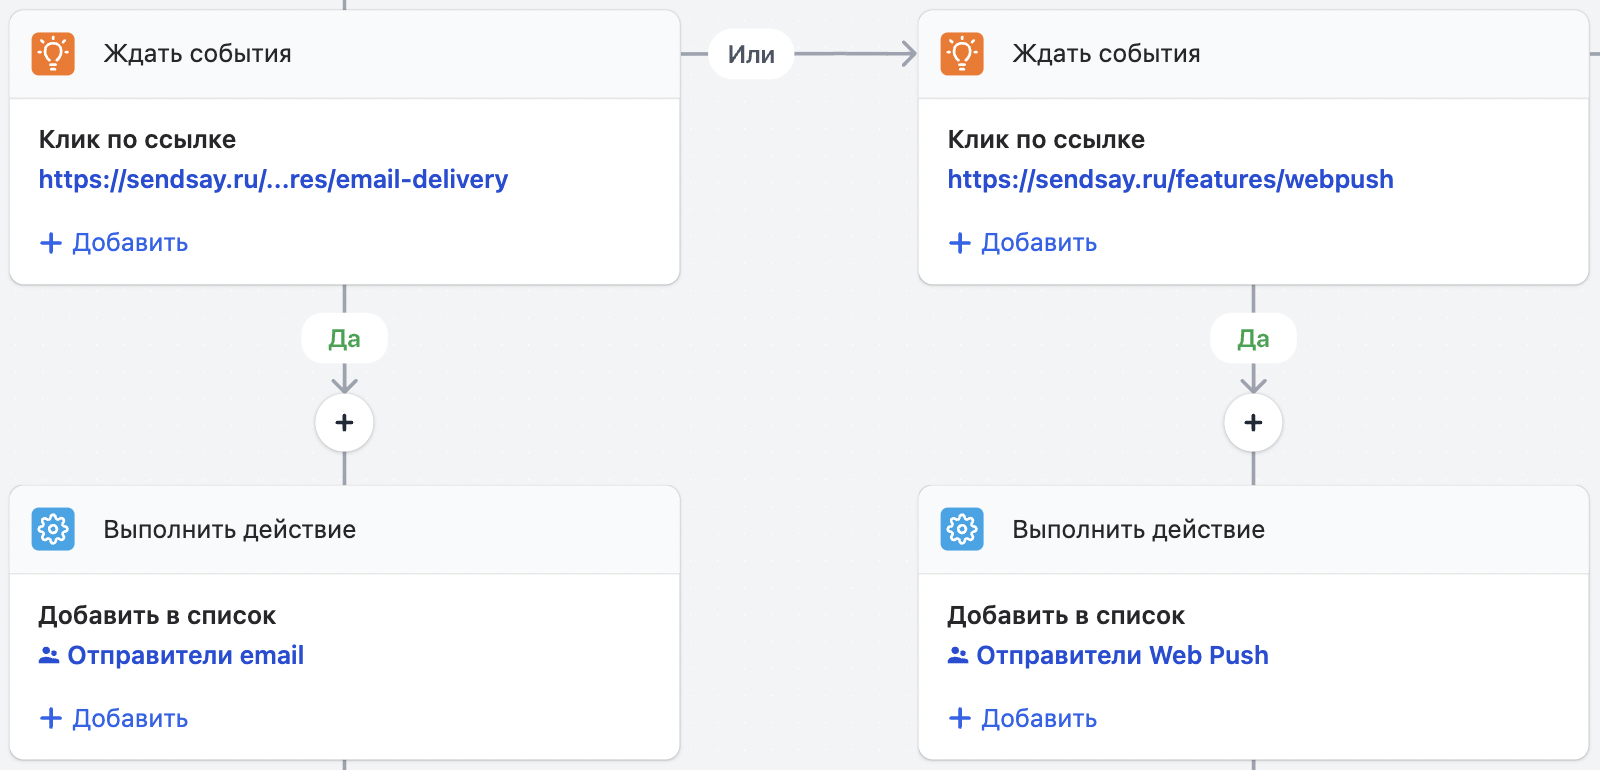 Ждать события
Клик по ссылке
https://sendsay.ru/...res/email-delivery
+ Добавить
Да
+
Выполнить действие
Добавить в список
Отправители email
+ Добавить
Или
Ждать события
Клик по ссылке
https://sendsay.ru/features/webpush
+ Добавить
Да
+
Выполнить действие
Добавить в список
Отправители Web Push
+ Добавить